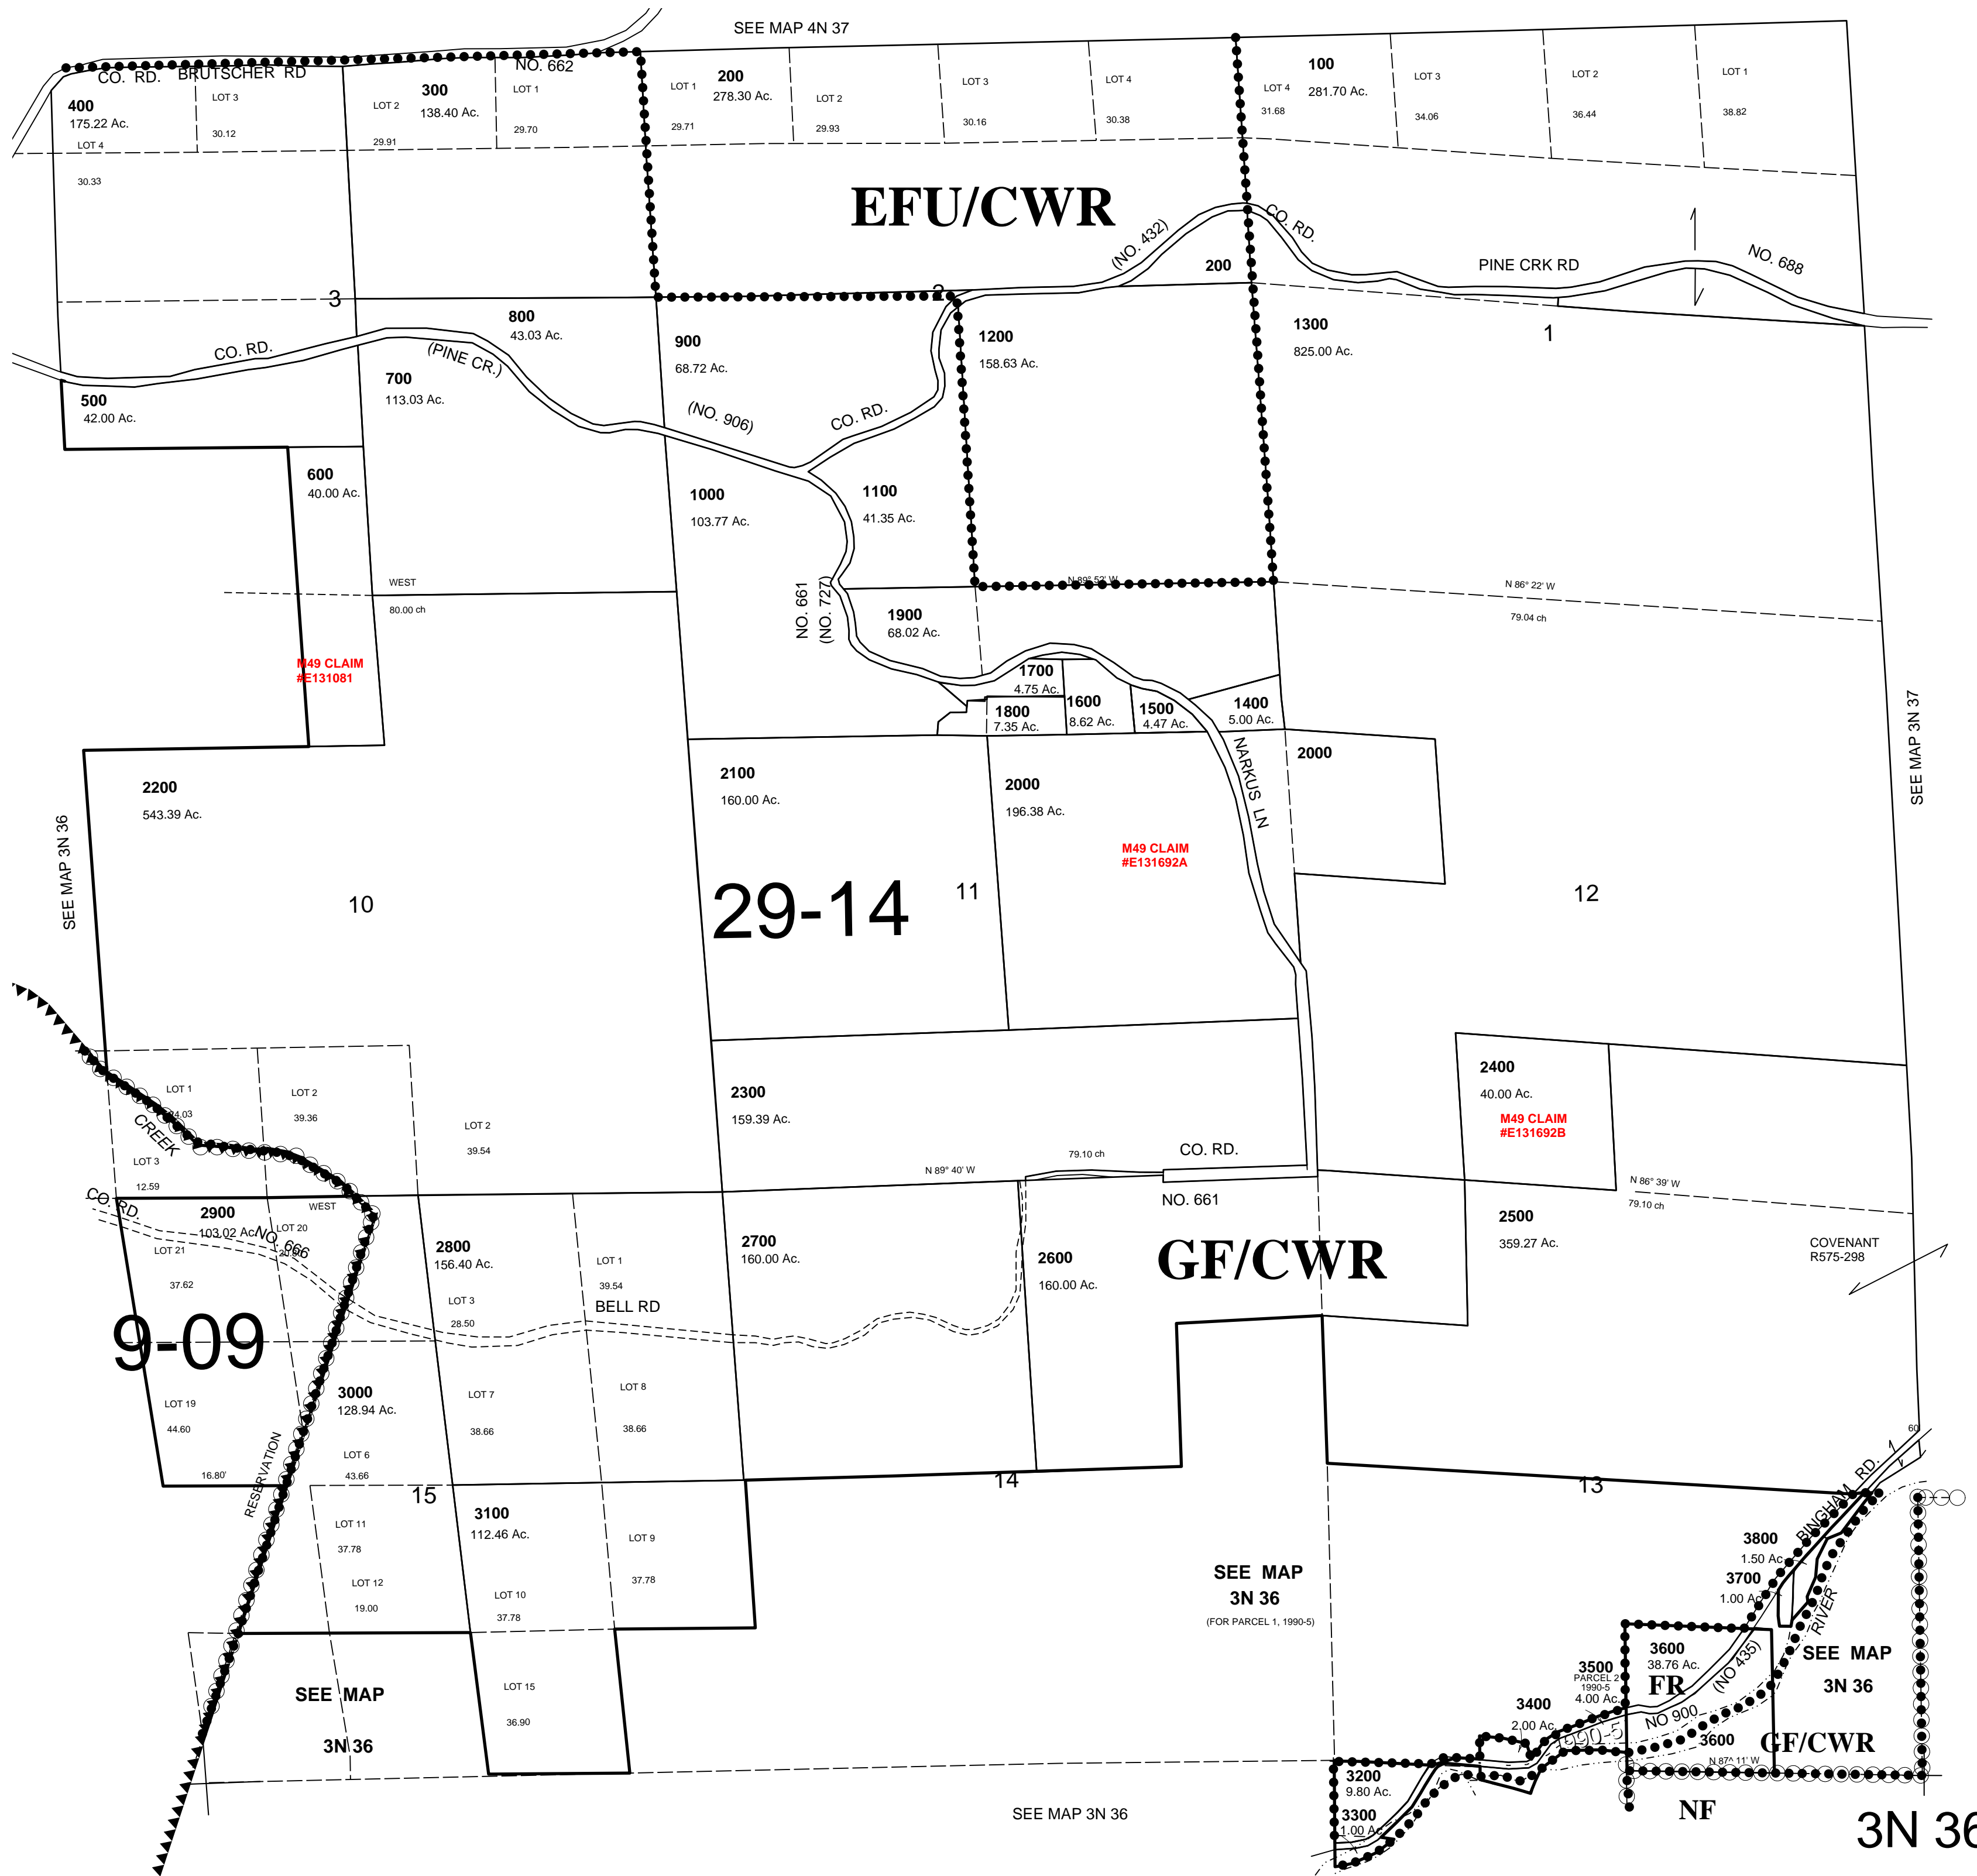 SEE MAP 4N 37
CO. RD. BRUTSCHER RD
NO. 662
400
175.22 Ac.
LOT 4
30.33
LOT 3
30.12
LOT 2
29.91
300
138.40 Ac.
LOT 1
29.70
LOT 1
29.71
200
278.30 Ac.
LOT 2
29.93
LOT 3
30.16
LOT 4
30.38
100
281.70 Ac.
LOT 4
31.68
LOT 3
34.06
LOT 2
36.44
LOT 1
38.82
EFU/CWR
(NO. 432)
CO. RD.
200
PINE CRK RD
NO. 688
3
2
1
CO. RD.
(PINE CR.)
800
43.03 Ac.
700
113.03 Ac.
500
42.00 Ac.
900
68.72 Ac.
(NO. 906)
CO. RD.
1200
158.63 Ac.
1300
825.00 Ac.
600
40.00 Ac.
1000
103.77 Ac.
1100
41.35 Ac.
WEST
80.00 ch
NO. 661
(NO. 727)
N 89° 52' W
N 86° 22' W
79.04 ch
1900
68.02 Ac.
M49 CLAIM
#E131081
1700
4.75 Ac.
1800
7.35 Ac.
1600
8.62 Ac.
1500
4.47 Ac.
1400
5.00 Ac.
NARKUS LN
SEE MAP 3N 37
2200
543.39 Ac.
2100
160.00 Ac.
2000
196.38 Ac.
2000
M49 CLAIM
#E131692A
SEE MAP 3N 36
10
29-14
11
12
LOT 1
24.03
LOT 2
39.36
LOT 2
39.54
CREEK
LOT 3
12.59
2300
159.39 Ac.
2400
40.00 Ac.
M49 CLAIM
#E131692B
N 89° 40' W
79.10 ch
CO. RD.
NO. 661
N 86° 39' W
79.10 ch
CO. RD.
2900
103.02 Ac.
NO. 666
WEST
LOT 20
LOT 21
37.62
2800
156.40 Ac.
LOT 3
28.50
LOT 1
39.54
BELL RD
2700
160.00 Ac.
2600
160.00 Ac.
GF/CWR
2500
359.27 Ac.
COVENANT
R575-298
9-09
LOT 19
44.60
16.80'
3000
128.94 Ac.
LOT 6
43.66
LOT 7
38.66
LOT 8
38.66
RESERVATION
15
14
13
60
BINGHAM RD.
LOT 11
37.78
LOT 12
19.00
3100
112.46 Ac.
LOT 10
37.78
LOT 9
37.78
LOT 15
36.90
SEE MAP
3N 36
(FOR PARCEL 1, 1990-5)
SEE MAP
3N 36
3800
1.50 Ac.
3700
1.00 Ac.
RIVER
3600
38.76 Ac.
FR
(NO 435)
3500
PARCEL 2
1990-5
4.00 Ac.
NO 900
3400
2.00 Ac.
SEE MAP
3N 36
3600
GF/CWR
N 87^ 11' W
3200
9.80 Ac.
3300
1.00 Ac.
SEE MAP 3N 36
NF
3N 36